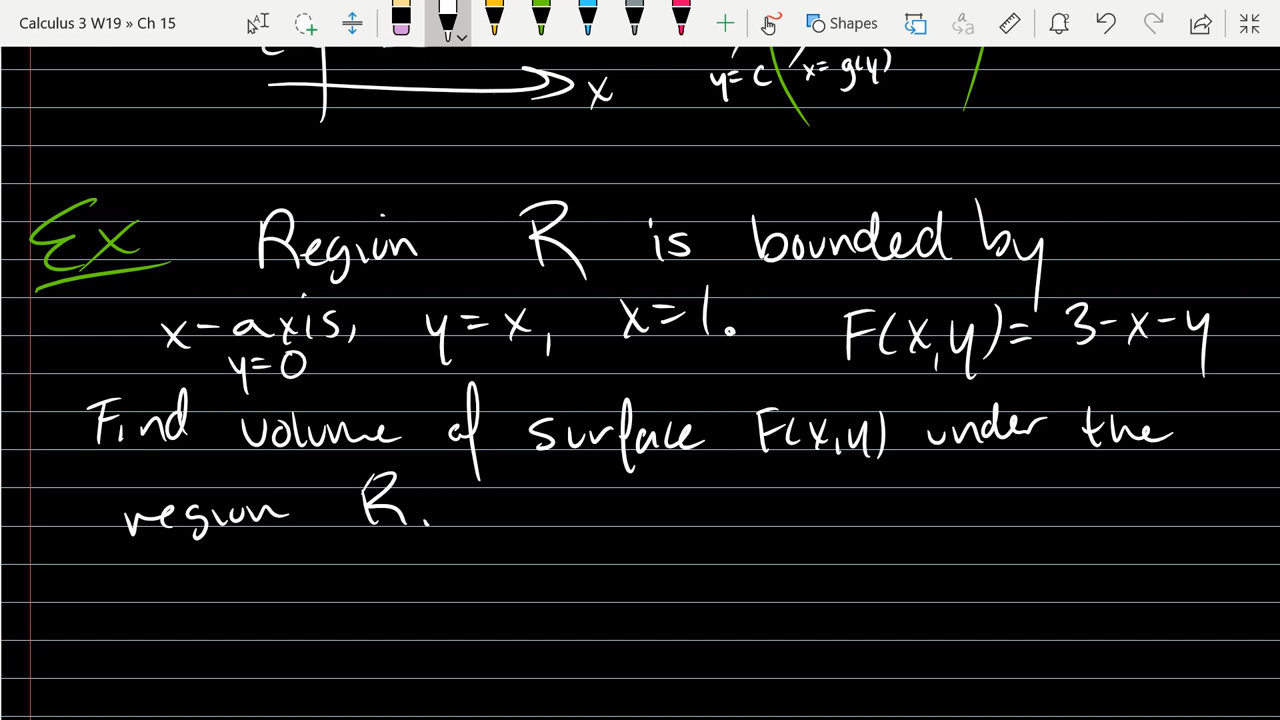 Calculus 3 W19 » Ch 15
Shapes
x
y = c
x = g(y)
Ex Region R is bounded by
x-axis, y = x, x = 1. F(x,y) = 3-x-y
y=0
Find volume of surface F(x,y) under the
region R.